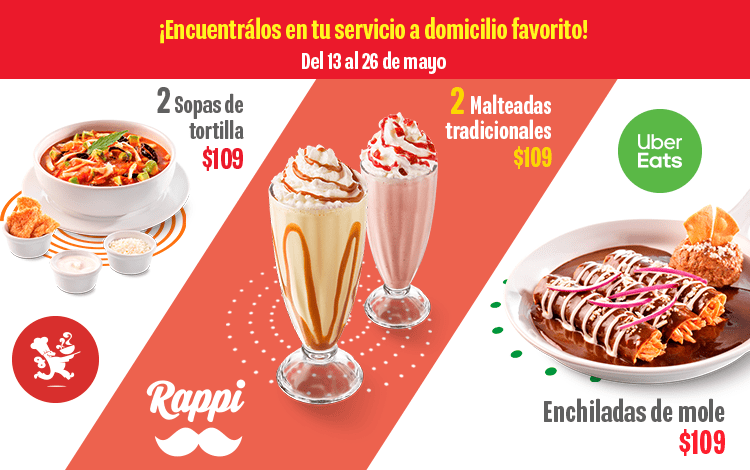 ¡Encuentrálos en tu servicio a domicilio favorito!
Del 13 al 26 de mayo
2 Sopas de
tortilla
$109
2 Malteadas
tradicionales
$109
Uber
Eats
Rappi
Enchiladas de mole
$109